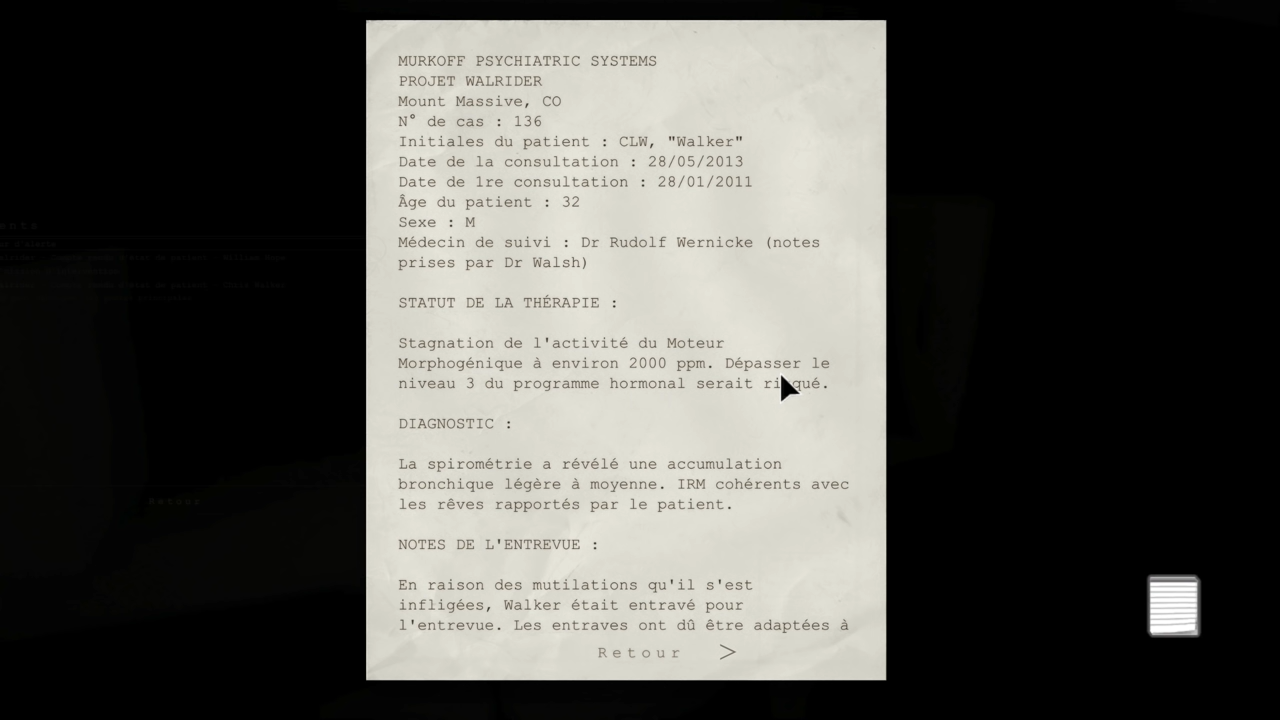 MURKOFF PSYCHIATRIC SYSTEMS
PROJET WALRIDER
Mount Massive, CO
N° de cas : 136
Initiales du patient : CLW, "Walker"
Date de la consultation : 28/05/2013
Date de 1re consultation : 28/01/2011
Âge du patient : 32
Sexe : M
Médecin de suivi : Dr Rudolf Wernicke (notes
prises par Dr Walsh)
STATUT DE LA THÉRAPIE :
Stagnation de l'activité du Moteur
Morphogénique à environ 2000 ppm. Dépasser le
niveau 3 du programme hormonal serait risqué.
DIAGNOSTIC :
La spirométrie a révélé une accumulation
bronchique légère à moyenne. IRM cohérents avec
les rêves rapportés par le patient.
NOTES DE L'ENTREVUE :
En raison des mutilations qu'il s'est
infligées, Walker était entravé pour
l'entrevue. Les entraves ont dû être adaptées à
Retour >
Retour